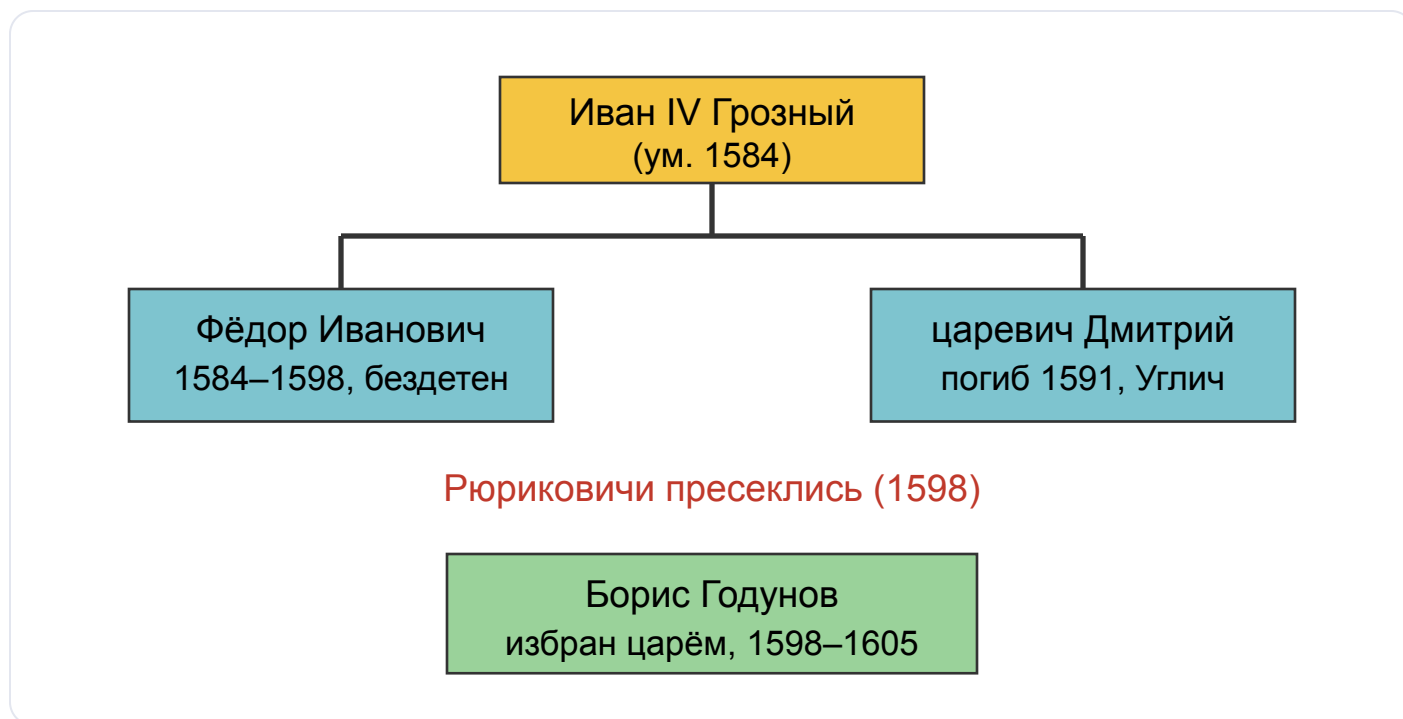 Иван IV Грозный
(ум. 1584)
Фёдор Иванович
1584–1598, бездетен
царевич Дмитрий
погиб 1591, Углич
Рюриковичи пресеклись (1598)
Борис Годунов
избран царём, 1598–1605